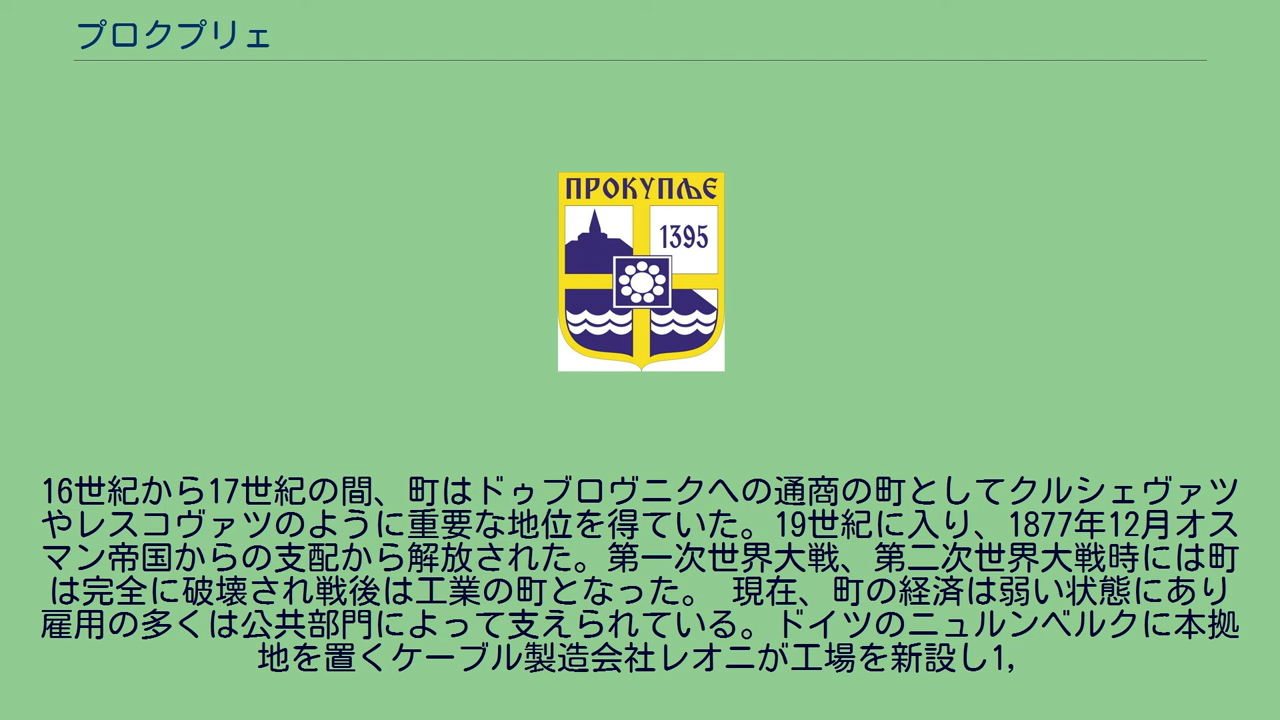 プロクプリェ
ПРОКУПЉЕ
1395
16世紀から17世紀の間、町はドゥブロヴニクへの通商の町としてクルシェヴァツ
やレスコヴァツのように重要な地位を得ていた。19世紀に入り、1877年12月オス
マン帝国からの支配から解放された。第一次世界大戦、第二次世界大戦時には町
は完全に破壊され戦後は工業の町となった。 現在、町の経済は弱い状態にあり
雇用の多くは公共部門によって支えられている。ドイツのニュルンベルクに本拠
地を置くケーブル製造会社レオニが工場を新設し1,